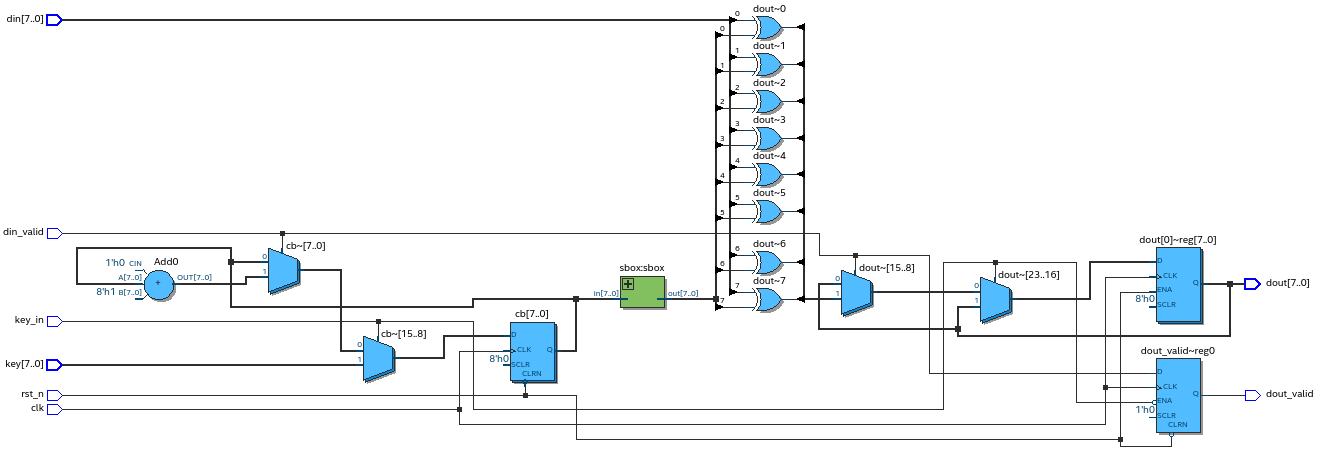 din[7..0]
dout~0
0
0
dout~1
1
1
dout~2
2
2
dout~3
3
3
dout~4
4
4
dout~5
5
5
din_valid
cb~[7..0]
dout~6
6
6
dout[0]~reg[7..0]
Add0
1'h0 CIN
A[7..0]
8'h1 B[7..0]
OUT[7..0]
0
1
sbox:sbox
in[7..0]
out[7..0]
dout~7
7
7
dout~[15..8]
0
1
dout~[23..16]
0
1
D
CLK
ENA
8'h0
SCLR
Q
dout[7..0]
key_in
cb~[15..8]
0
1
cb[7..0]
D
CLK
8'h0
SCLR
CLRN
Q
key[7..0]
dout_valid~reg0
D
CLK
ENA
1'h0
SCLR
CLRN
Q
dout_valid
rst_n
clk